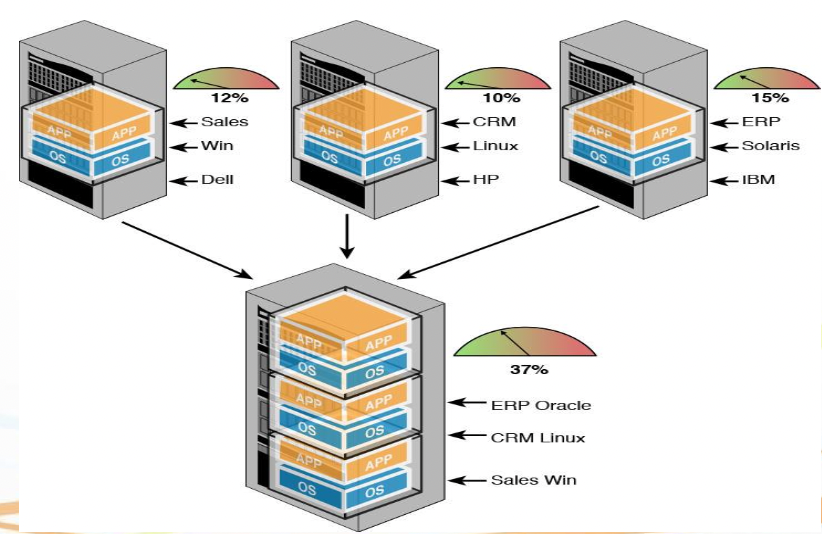 12%
Sales
Win
Dell
APP APP
OS OS
10%
CRM
Linux
HP
APP APP
OS OS
15%
ERP
Solaris
IBM
APP APP
OS OS
37%
APP APP
OS OS
ERP Oracle
APP APP
OS OS
CRM Linux
APP APP
OS OS
Sales Win